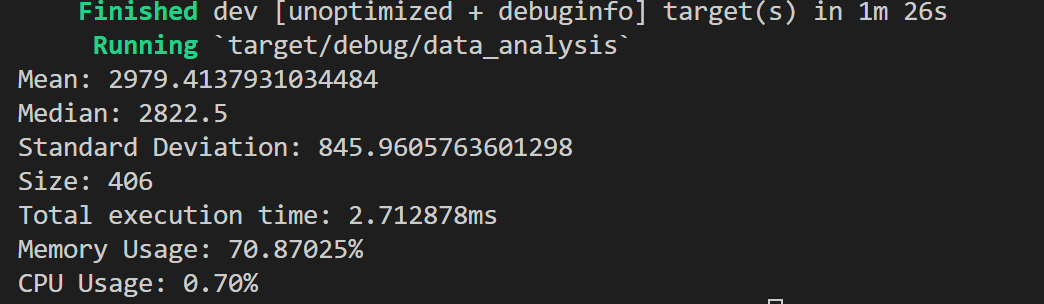 Finished dev [unoptimized + debuginfo] target(s) in 1m 26s
Running `target/debug/data_analysis`
Mean: 2979.4137931034484
Median: 2822.5
Standard Deviation: 845.9605763601298
Size: 406
Total execution time: 2.712878ms
Memory Usage: 70.87025%
CPU Usage: 0.70%